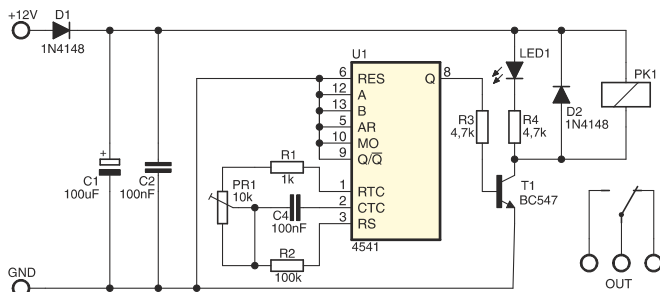 +12V
D1
1N4148
U1
6 RES Q 8
12 A
13 B
5 AR
10 MO
9 Q/Q̅
1 RTC
2 CTC
3 RS
4541
LED1
PK1
R3
4,7k
R4
4,7k
D2
1N4148
+
C1
100uF
C2
100nF
PR1
10k
R1
1k
C4
100nF
R2
100k
T1
BC547
GND
OUT